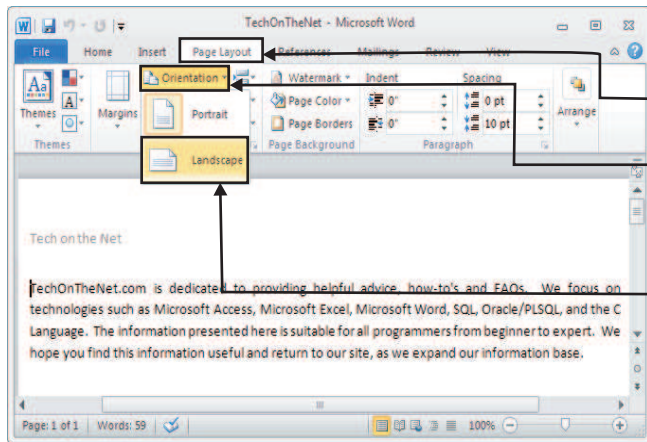 TechOnTheNet - Microsoft Word
File Home Insert Page Layout References Mailings Review View
Themes
Margins
Orientation
Portrait
Landscape
Watermark
Page Color
Page Borders
Indent
0"
0"
Spacing
0 pt
10 pt
Arrange
Themes Page Background Paragraph
Tech on the Net
TechOnTheNet.com is dedicated to providing helpful advice, how-to's and FAQs. We focus on
technologies such as Microsoft Access, Microsoft Excel, Microsoft Word, SQL, Oracle/PLSQL, and the C
Language. The information presented here is suitable for all programmers from beginner to expert. We
hope you find this information useful and return to our site, as we expand our information base.
Page: 1 of 1 Words: 59 100%